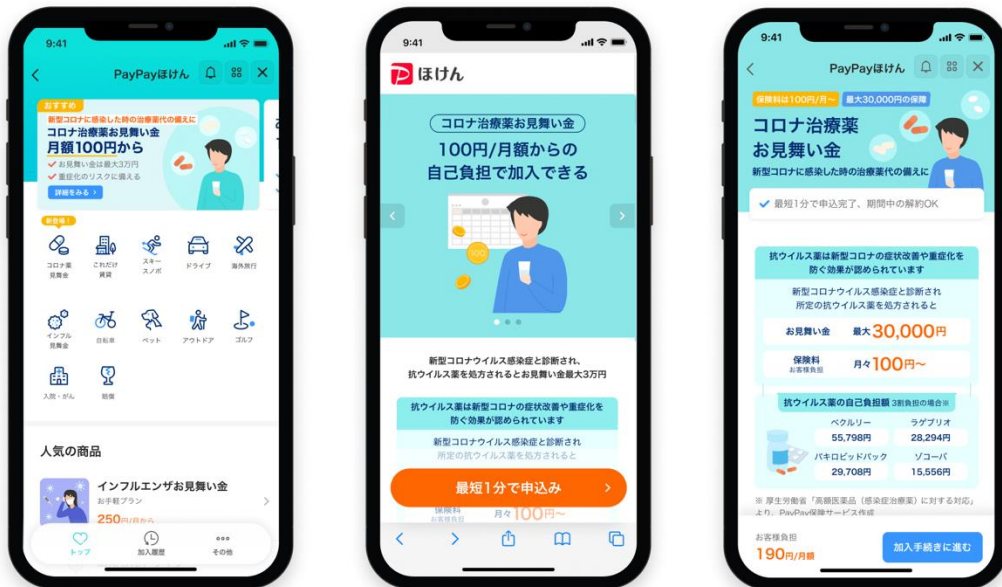 9:41
PayPayほけん
おすすめ
新型コロナに感染した時の治療薬代の備えに
コロナ治療薬お見舞い金
月額100円から
お見舞い金は最大3万円
重症化のリスクに備える
詳細をみる
新登場!
コロナ薬
見舞金
これだけ
賃貸
スキー
スノボ
ドライブ
海外旅行
インフル
見舞金
自転車
ペット
アウトドア
ゴルフ
入院・がん
賠償
人気の商品
インフルエンザお見舞い金
お手軽プラン
250円/月から
トップ
加入履歴
その他
9:41
ほけん
コロナ治療薬お見舞い金
100円/月額からの
自己負担で加入できる
100
新型コロナウイルス感染症と診断され、
抗ウイルス薬を処方されるとお見舞い金最大3万円
抗ウイルス薬は新型コロナの症状改善や重症化を
防ぐ効果が認められています
新型コロナウイルス感染症と診断され
所定の抗ウイルス薬を処方されると
最短1分で申込み
保険料
お客様負担
月々100円〜
9:41
PayPayほけん
保険料は100円/月〜
最大30,000円の保障
コロナ治療薬
お見舞い金
新型コロナに感染した時の治療薬代の備えに
最短1分で申込完了、期間中の解約OK
抗ウイルス薬は新型コロナの症状改善や重症化を
防ぐ効果が認められています
新型コロナウイルス感染症と診断され
所定の抗ウイルス薬を処方されると
お見舞い金 最大30,000円
保険料
お客様負担
月々100円〜
抗ウイルス薬の自己負担額 3割負担の場合※
ベクルリー
55,798円
ラゲブリオ
28,294円
パキロビッドパック
29,708円
ゾコーバ
15,556円
※ 厚生労働省「高額医薬品（感染症治療薬）に対する対応」
より、PayPay保険サービス作成
お客様負担
190円/月額
加入手続きに進む